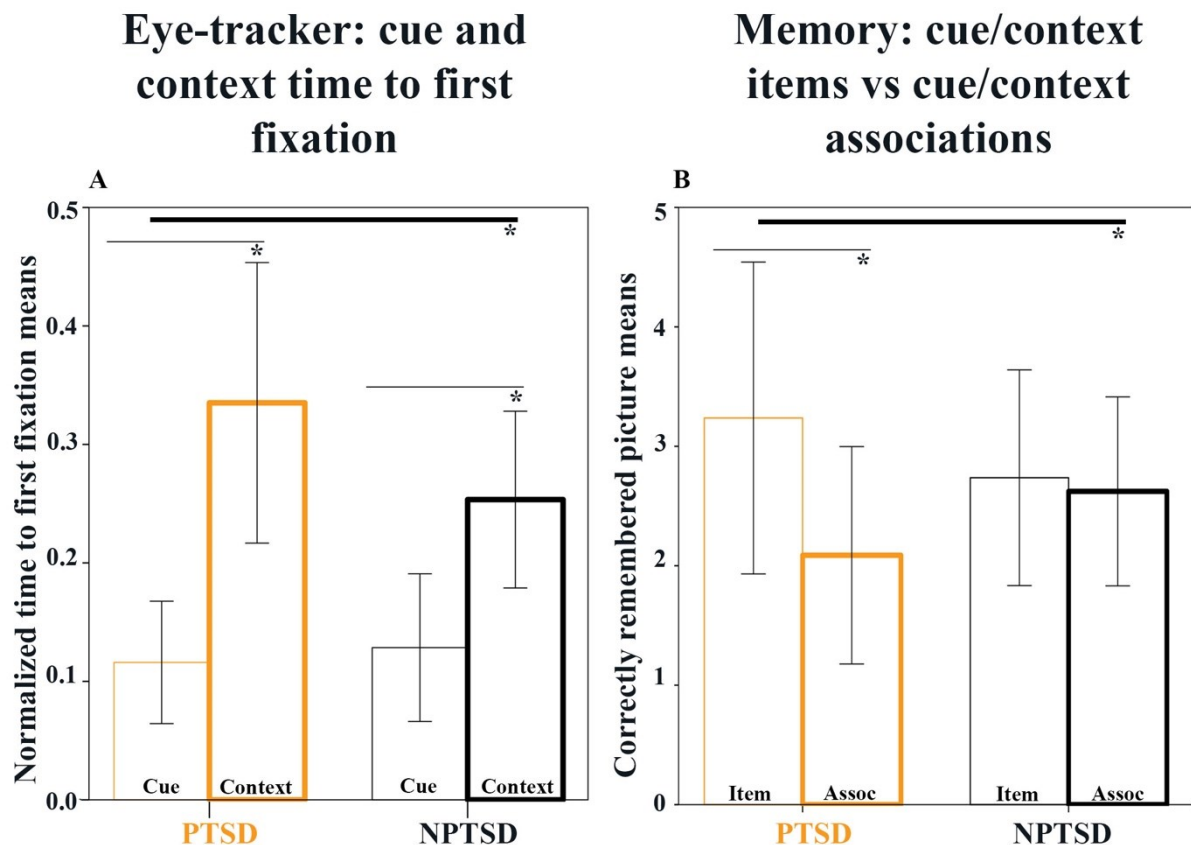 Eye-tracker: cue and
context time to first
fixation
A
Normalized time to first fixation means
0.5
0.4
0.3
0.2
0.1
0.0
*
*
*
Cue
Context
Cue
Context
PTSD
NPTSD
Memory: cue/context
items vs cue/context
associations
B
Correctly remembered picture means
5
4
3
2
1
0
*
*
Item
Assoc
Item
Assoc
PTSD
NPTSD